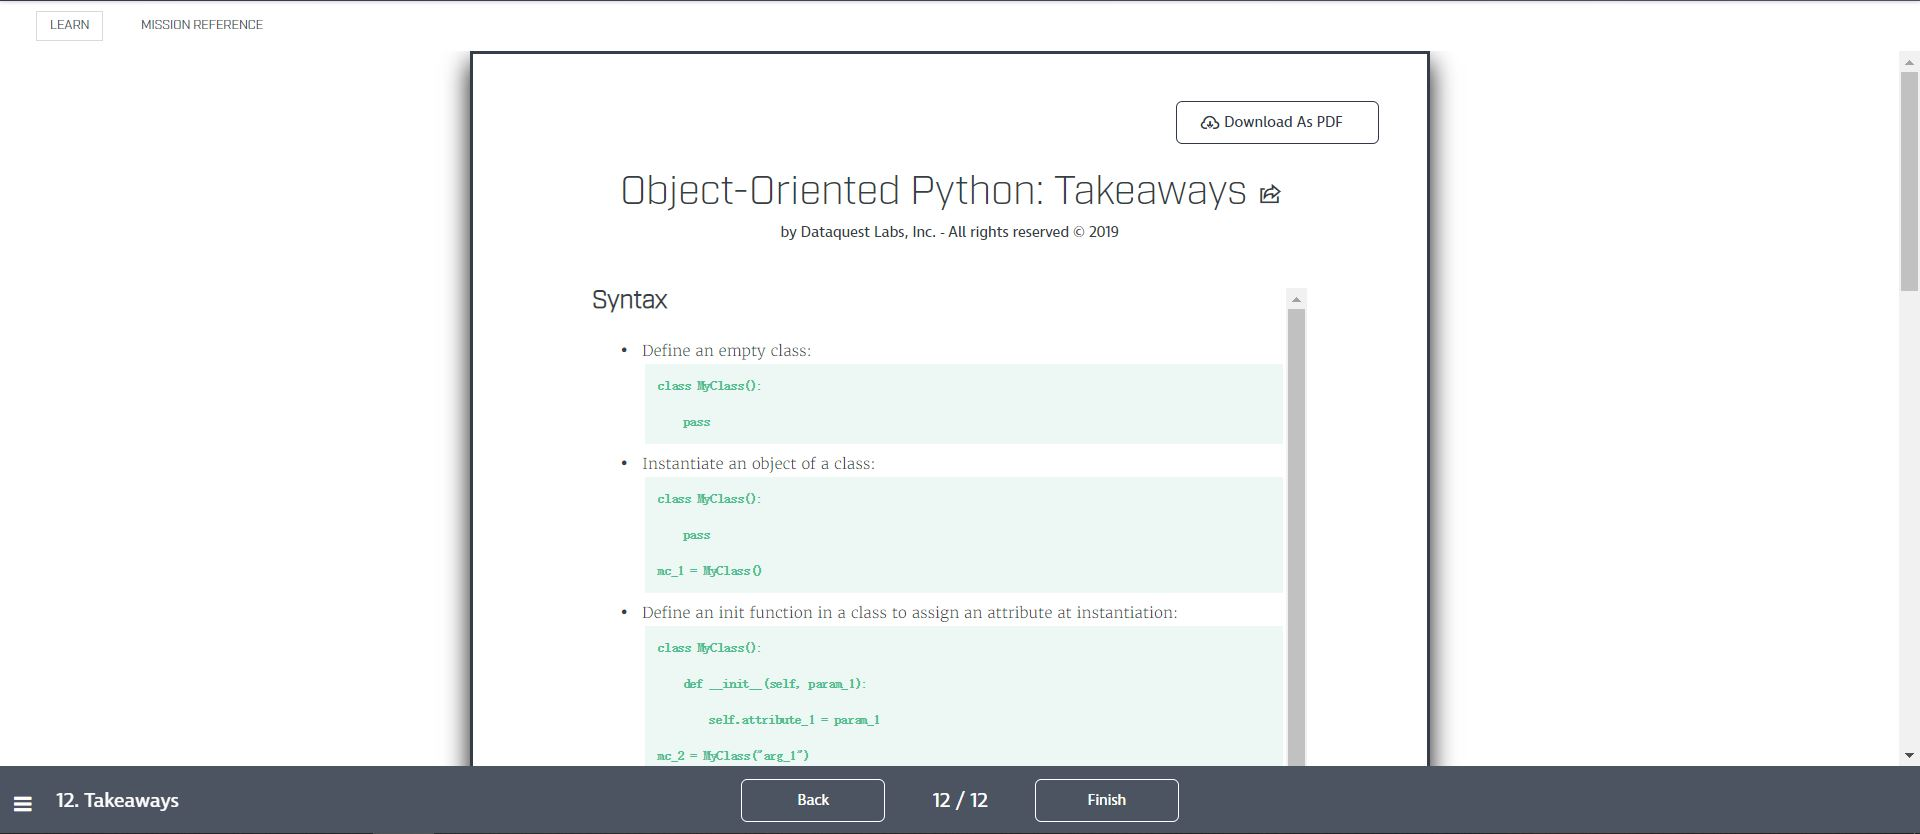 LEARN MISSION REFERENCE
Download As PDF
Object-Oriented Python: Takeaways
by Dataquest Labs, Inc. - All rights reserved © 2019
Syntax
• Define an empty class:
class MyClass():
    pass
• Instantiate an object of a class:
class MyClass():
    pass
mc_1 = MyClass()
• Define an init function in a class to assign an attribute at instantiation:
class MyClass():
    def __init__(self, param_1):
        self.attribute_1 = param_1
mc_2 = MyClass("arg_1")
12. Takeaways Back 12 / 12 Finish